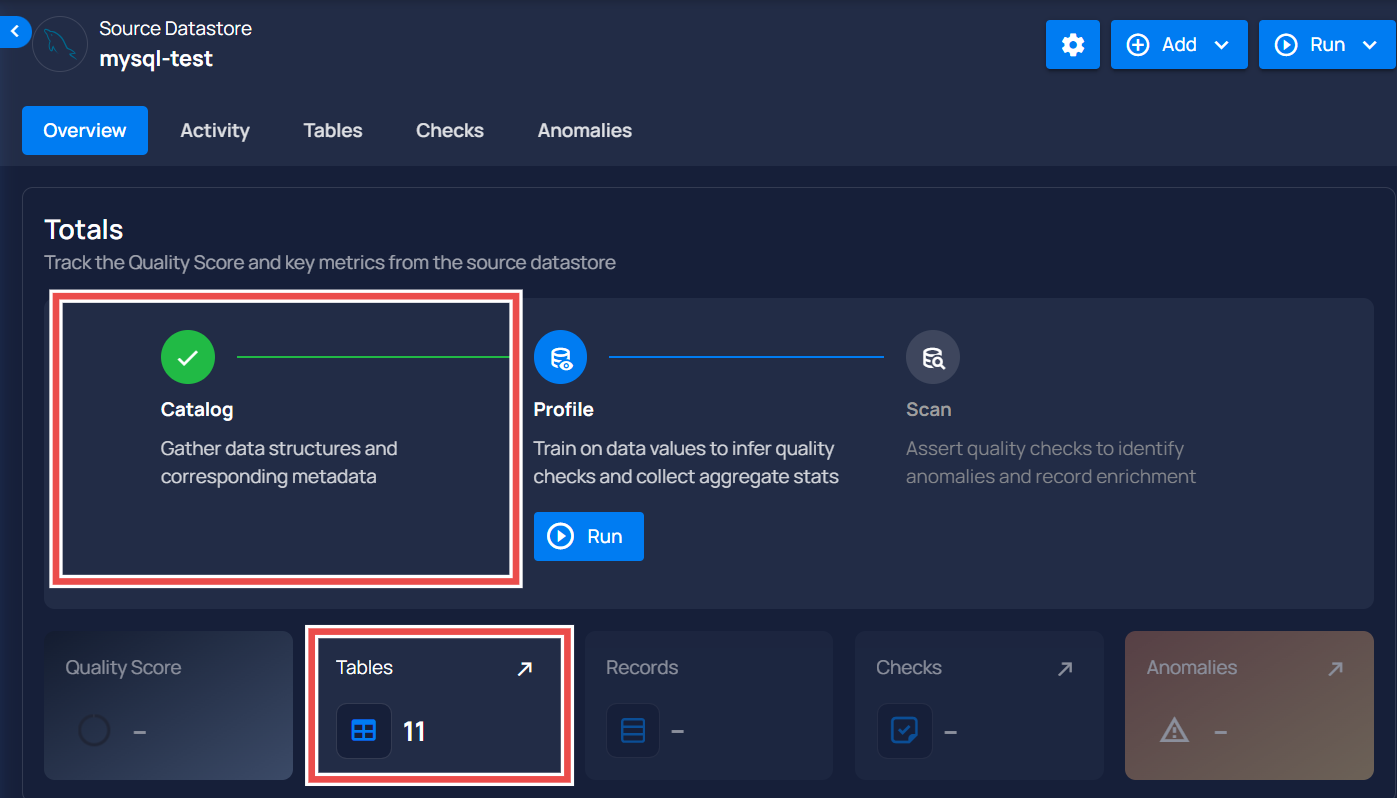 Source Datastore
mysql-test
Add
Run
Overview
Activity
Tables
Checks
Anomalies
Totals
Track the Quality Score and key metrics from the source datastore
Catalog
Gather data structures and
corresponding metadata
Profile
Train on data values to infer quality
checks and collect aggregate stats
Run
Scan
Assert quality checks to identify
anomalies and record enrichment
Quality Score
–
Tables
11
Records
–
Checks
–
Anomalies
–